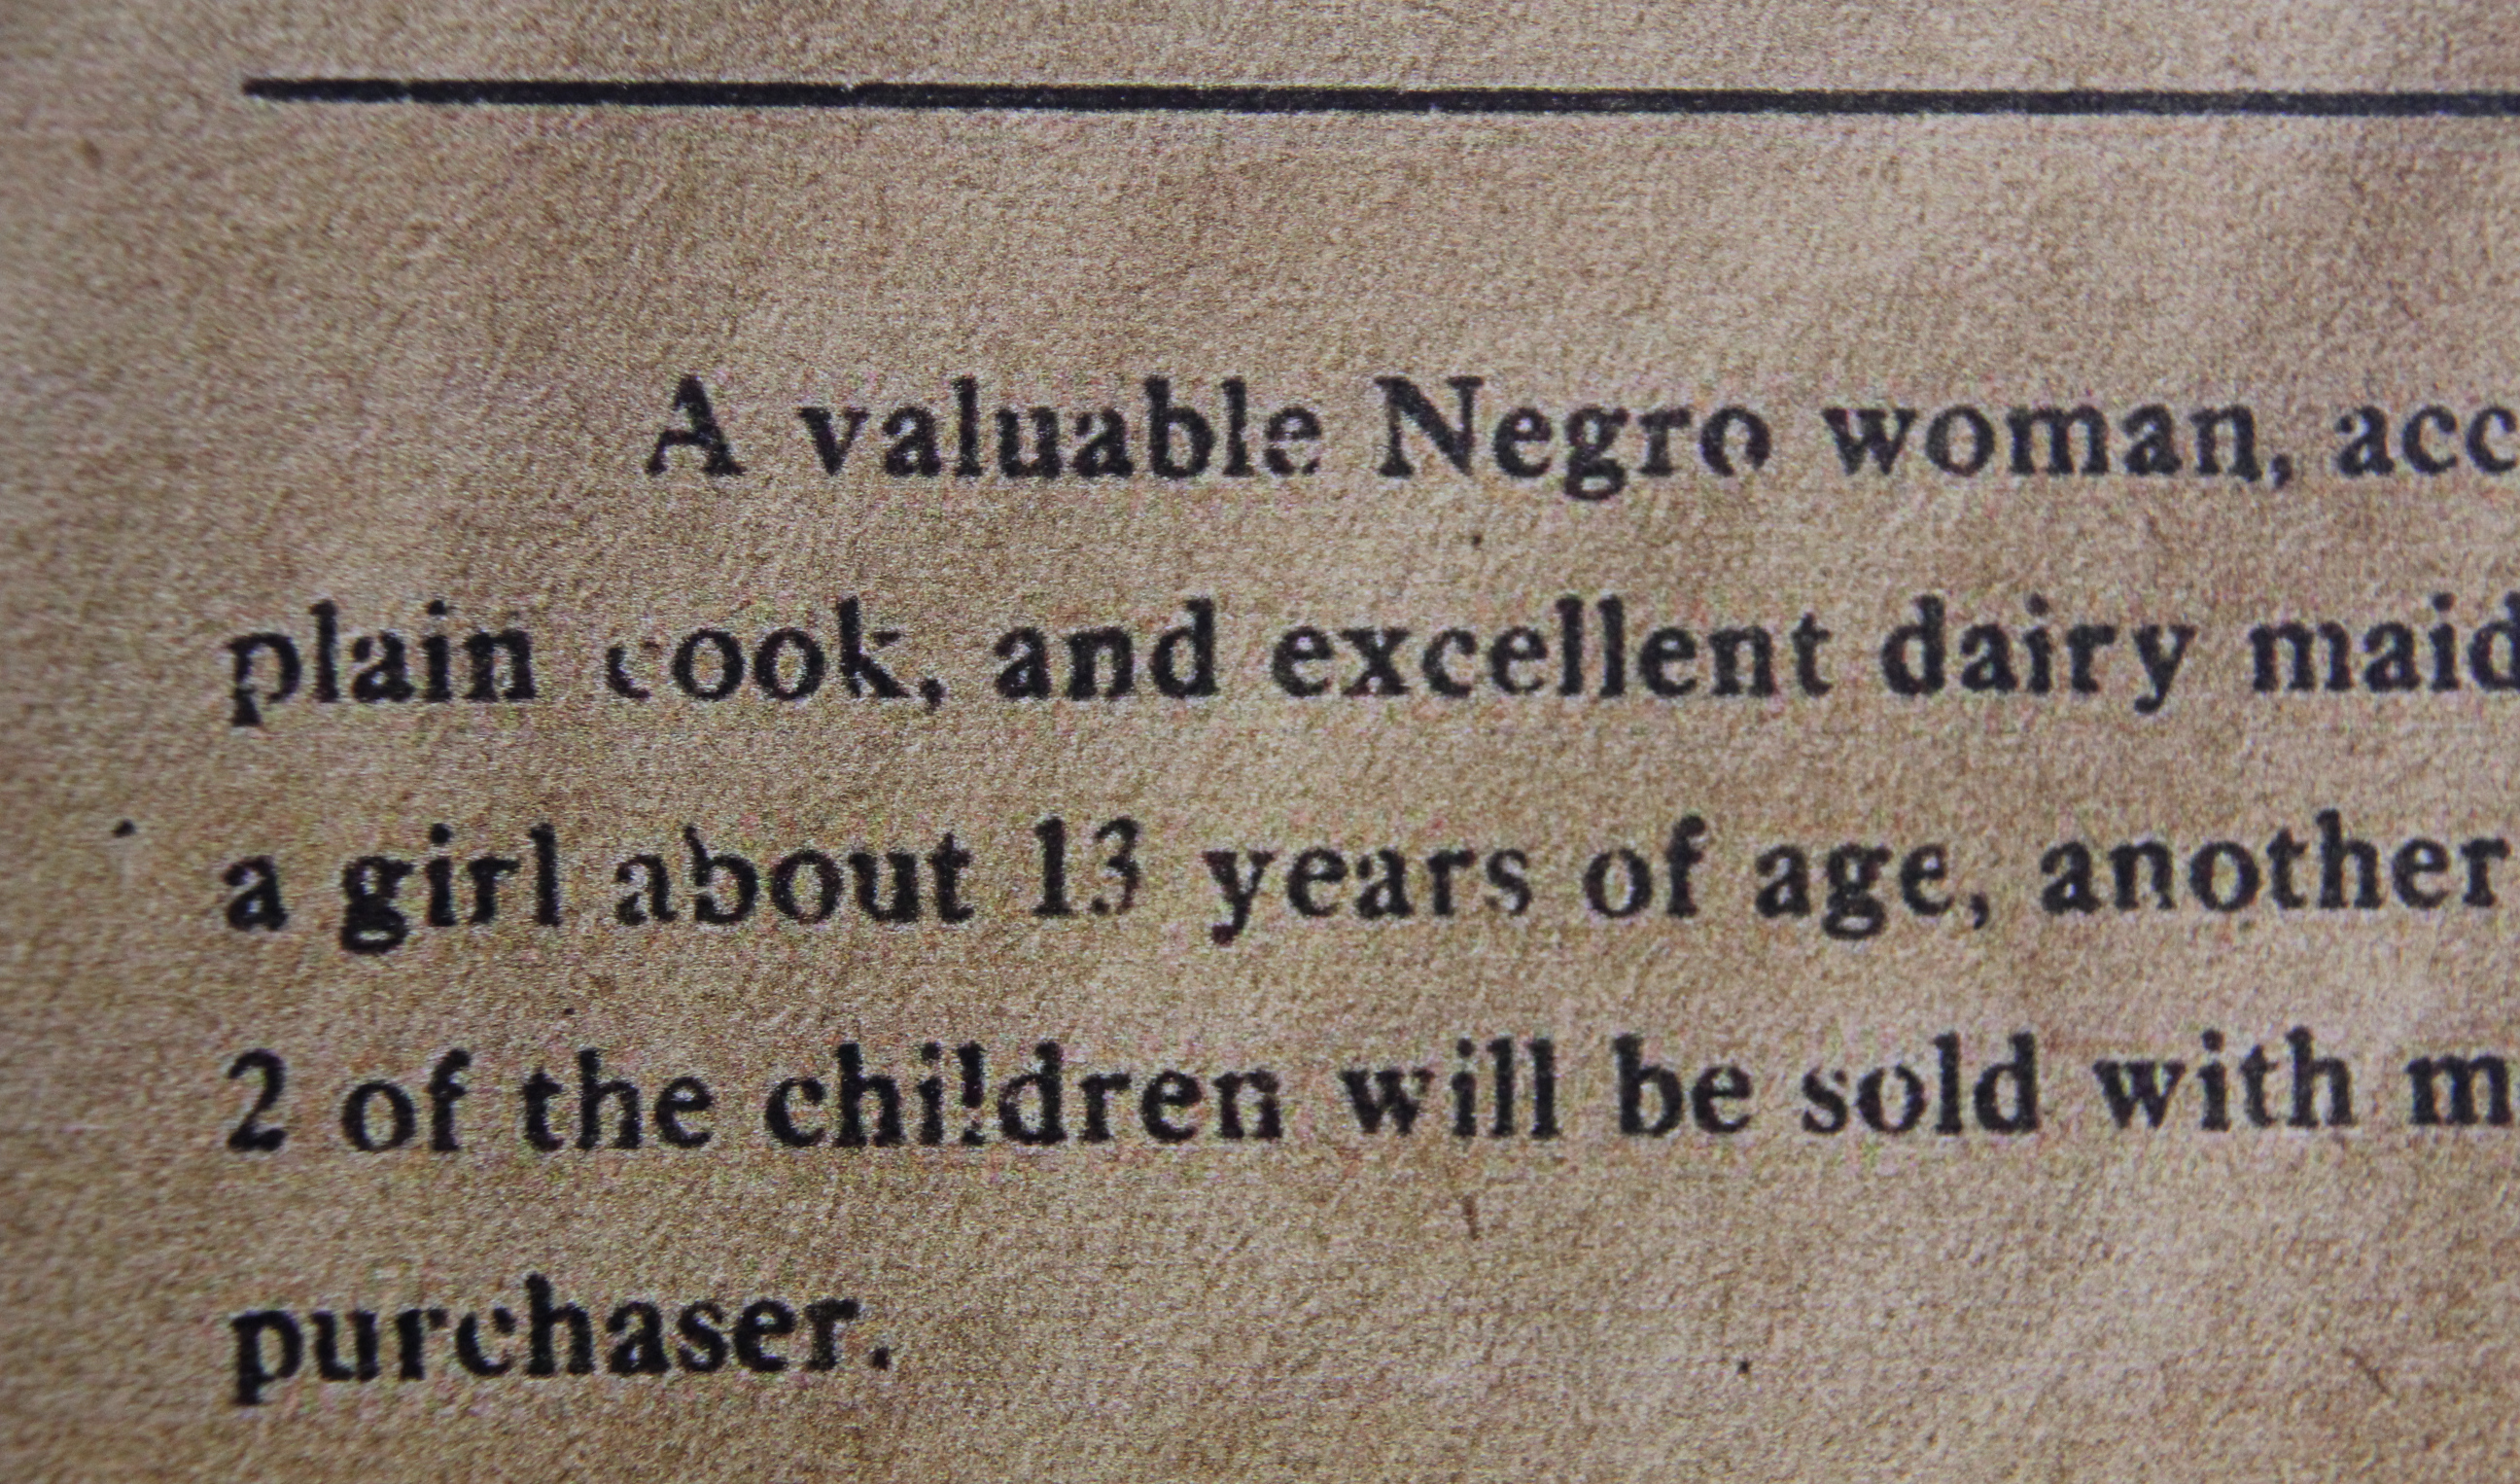 A valuable Negro woman, acc
plain cook, and excellent dairy maid
a girl about 13 years of age, another
2 of the children will be sold with m
purchaser.